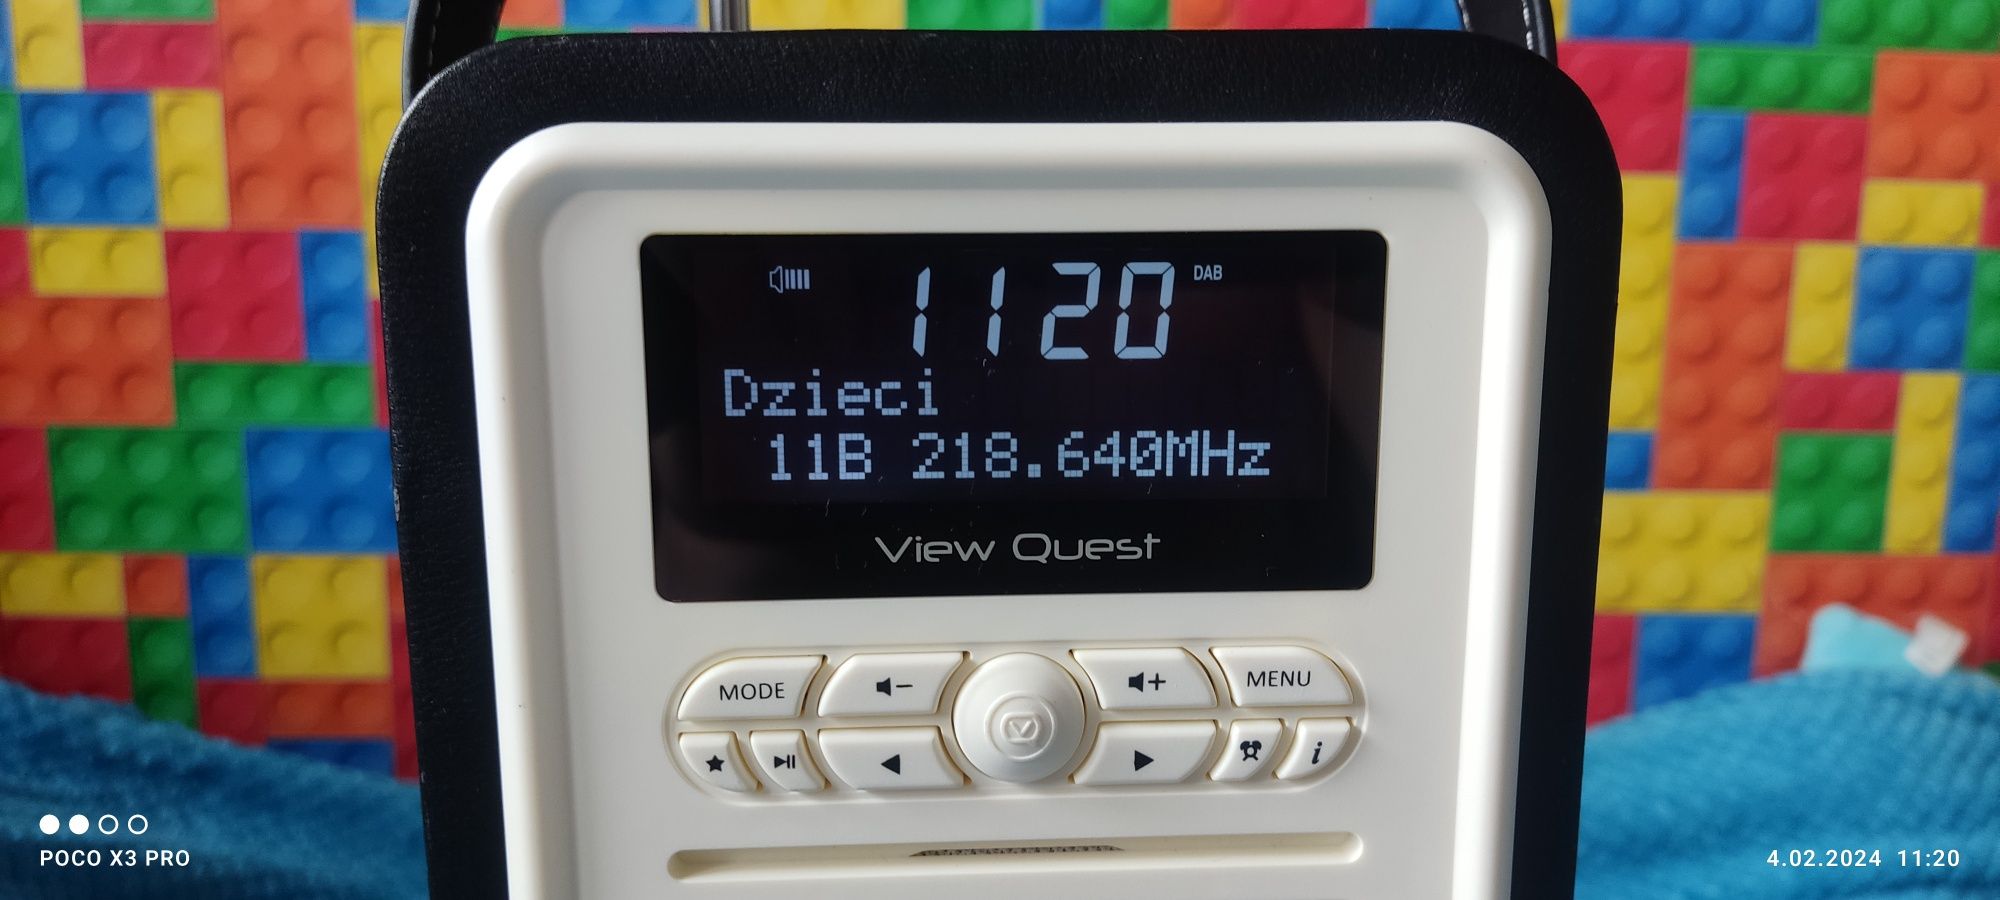 1120 DAB
Dzieci
11B 218.640MHz
View Quest
MODE
MENU
i
POCO X3 PRO
4.02.2024 11:20